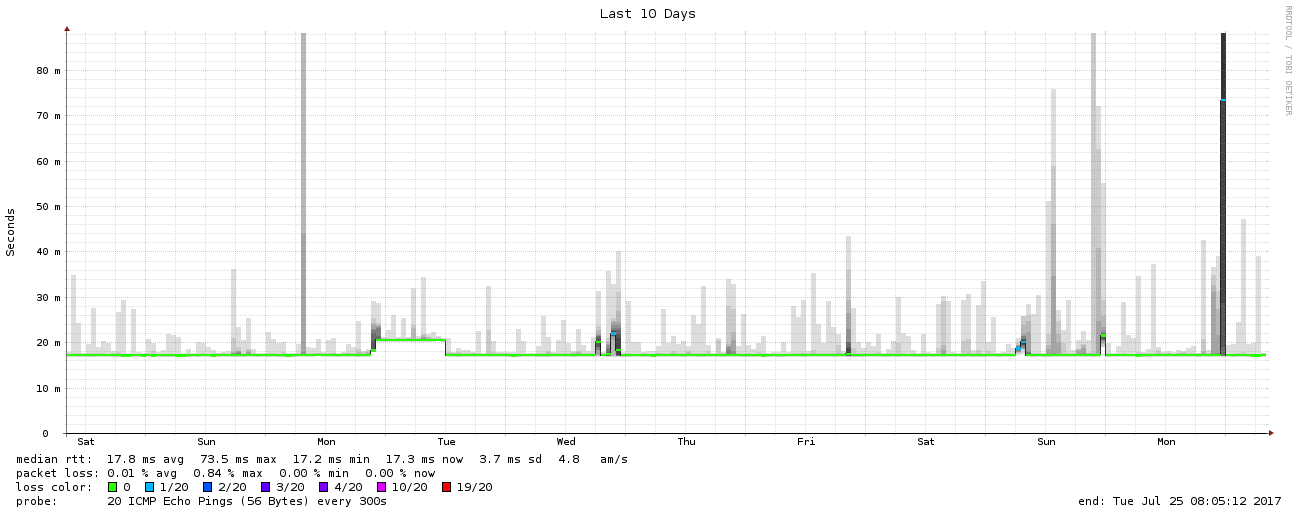 Last 10 Days
RRDTOOL / TOBI OETIKER
Seconds
80 m
70 m
60 m
50 m
40 m
30 m
20 m
10 m
0
Sat Sun Mon Tue Wed Thu Fri Sat Sun Mon
median rtt: 17.8 ms avg 73.5 ms max 17.2 ms min 17.3 ms now 3.7 ms sd 4.8 am/s
packet loss: 0.01 % avg 0.84 % max 0.00 % min 0.00 % now
loss color: 0 1/20 2/20 3/20 4/20 10/20 19/20
probe: 20 ICMP Echo Pings (56 Bytes) every 300s end: Tue Jul 25 08:05:12 2017